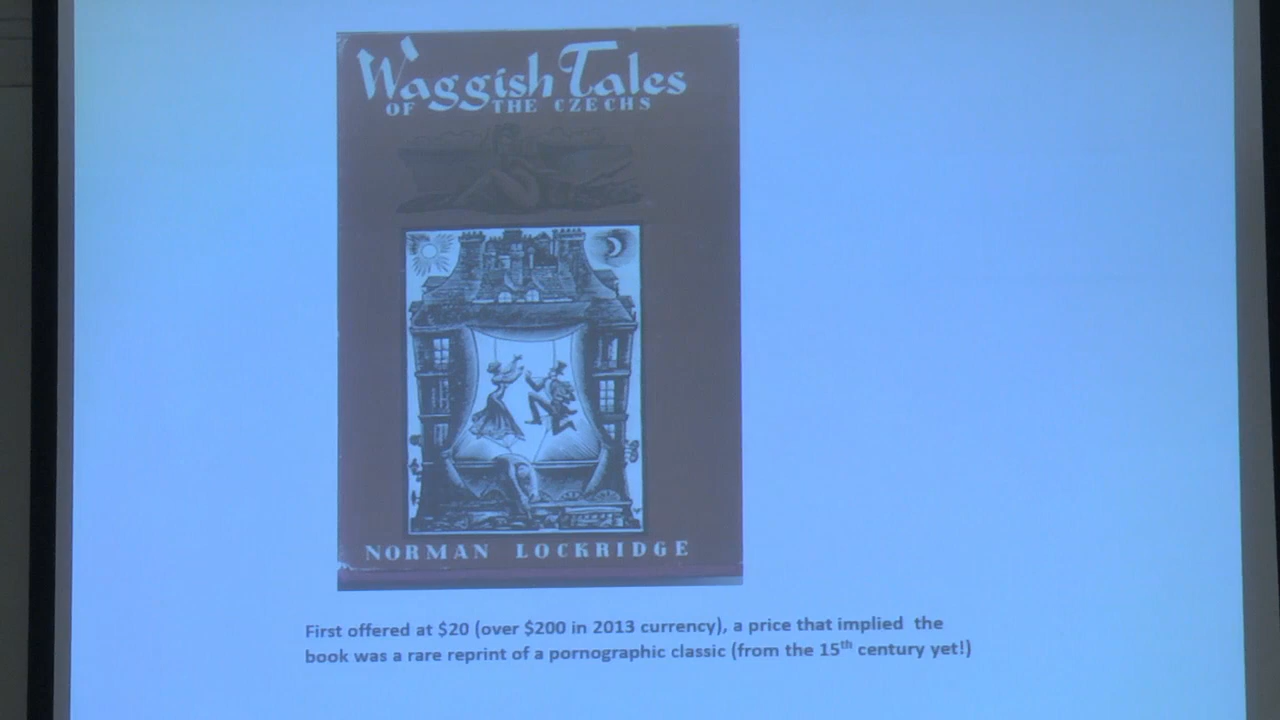 Waggish Tales
OF THE CZECHS
NORMAN LOCKRIDGE
First offered at $20 (over $200 in 2013 currency), a price that implied the
book was a rare reprint of a pornographic classic (from the 15th century yet!)